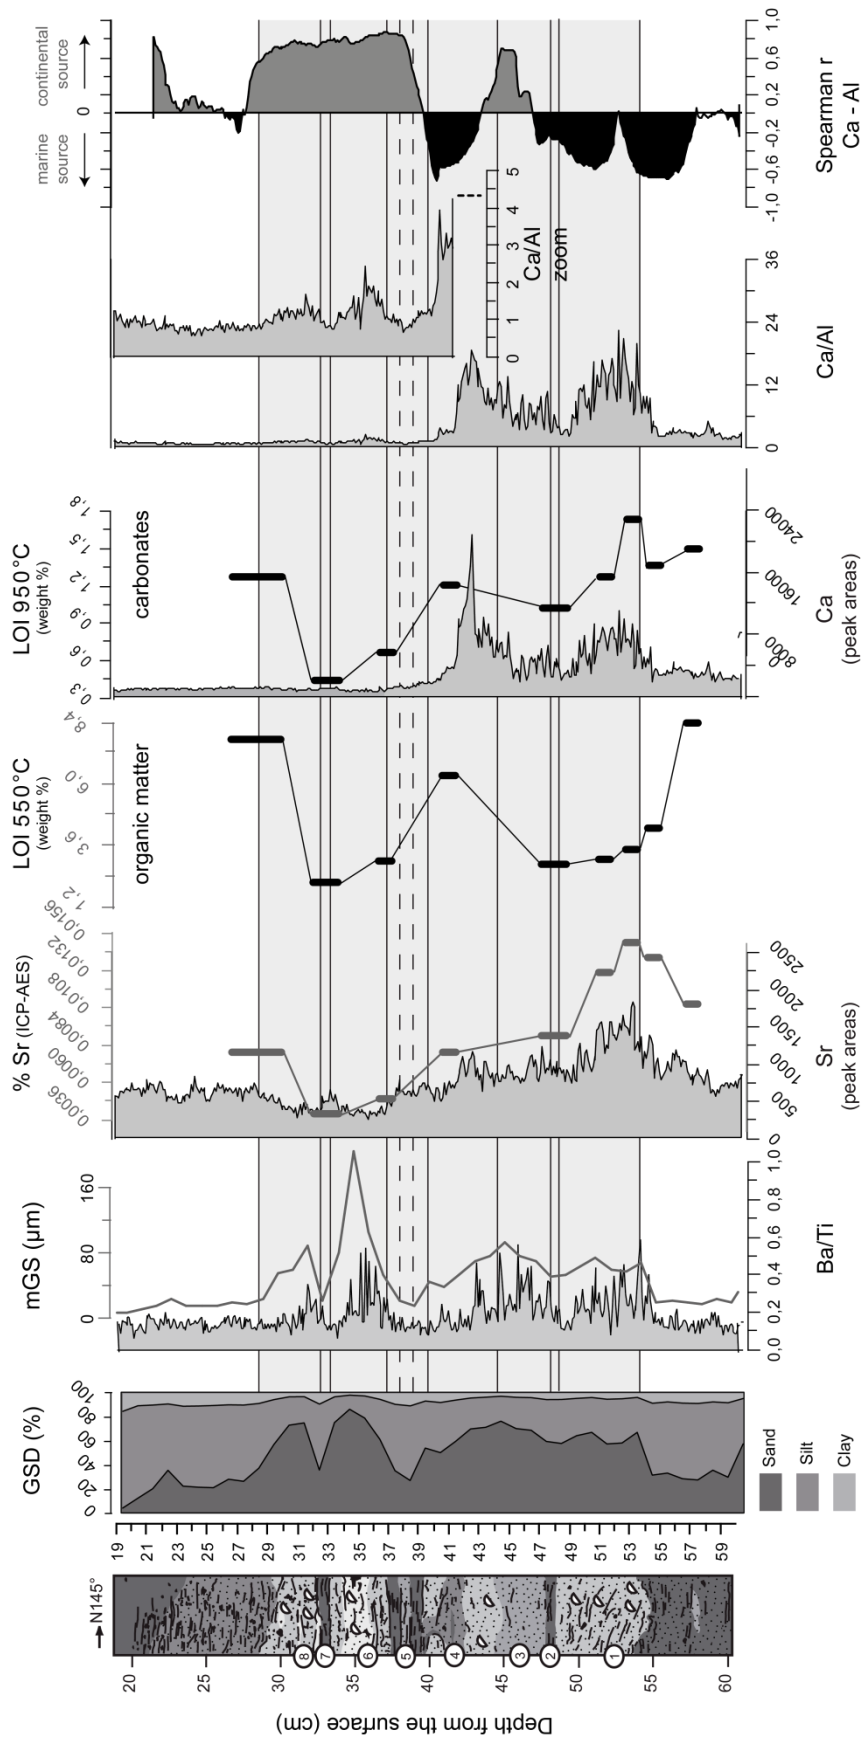 marine
source
0
continental
source
-1,0 -0,6 -0,2 0,2 0,6 1,0
Spearman r
Ca - Al
0 1 2 3 4 5
Ca/Al
zoom
0 12 24 36
Ca/Al
LOI 950°C
(weight %)
0,3 0,6 0,9 1,2 1,5 1,8
carbonates
0 8000 16000 24000
Ca
(peak areas)
LOI 550°C
(weight %)
1,2 3,6 6,0 8,4
organic matter
% Sr (ICP-AES)
0,0036 0,0060 0,0084 0,0108 0,0132 0,0156
0 500 1000 1500 2000 2500
Sr
(peak areas)
mGS (µm)
0 80 160
0,0 0,2 0,4 0,6 0,8 1,0
Ba/Ti
GSD (%)
0 20 40 60 80 100
Sand
Silt
Clay
19 21 23 25 27 29 31 33 35 37 39 41 43 45 47 49 51 53 55 57 59
N145°
8 7 6 5 4 3 2 1
20 25 30 35 40 45 50 55 60
Depth from the surface (cm)